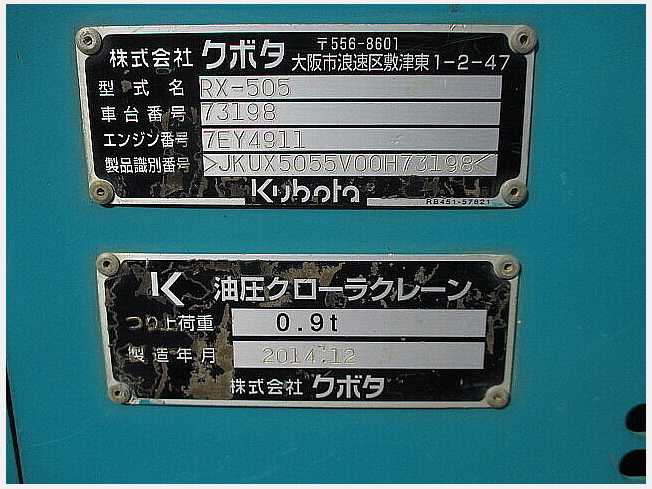 株式会社 クボタ 〒556-8601
大阪市浪速区敷津東1-2-47
型式名 RX-505
車台番号 73198
エンジン番号 7EY4911
製品識別番号 >JKUX5055V00H73198<
Kubota
RB451-57821
油圧クローラクレーン
つり上荷重 0.9t
製造年月 2014.12
株式会社 クボタ